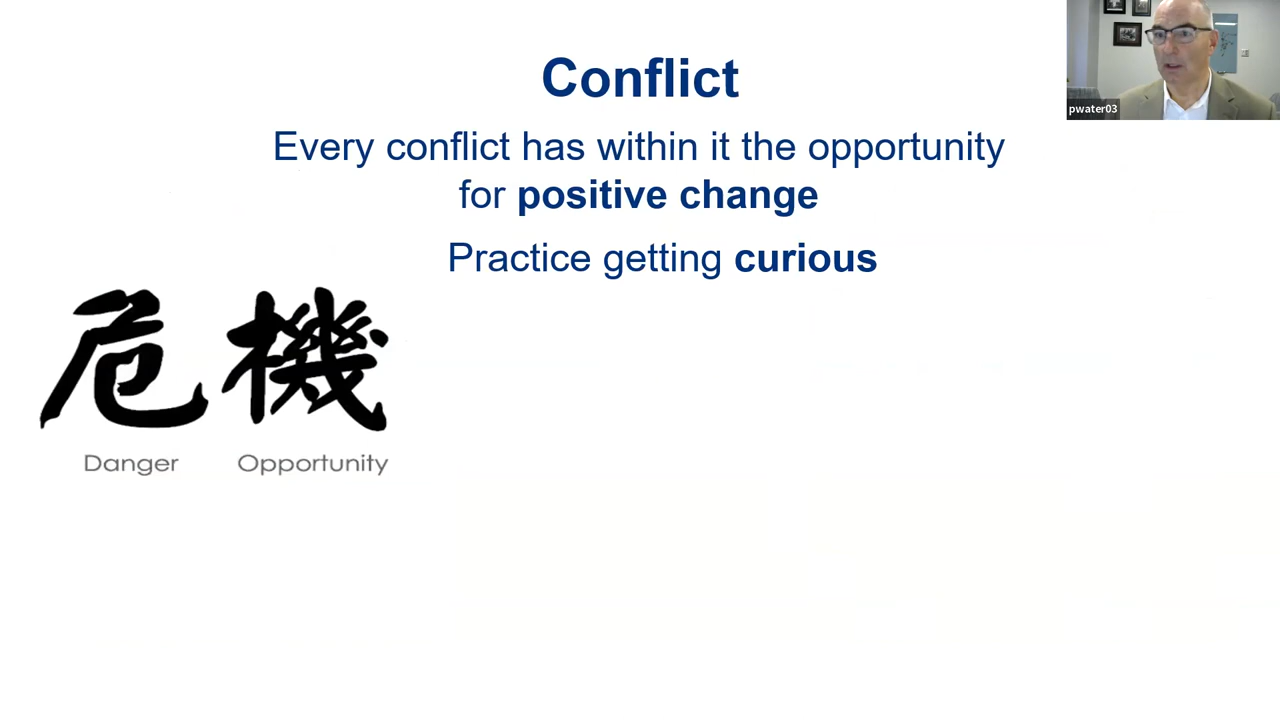 Conflict
Every conflict has within it the opportunity
for positive change
Practice getting curious
危機
Danger Opportunity
pwater03